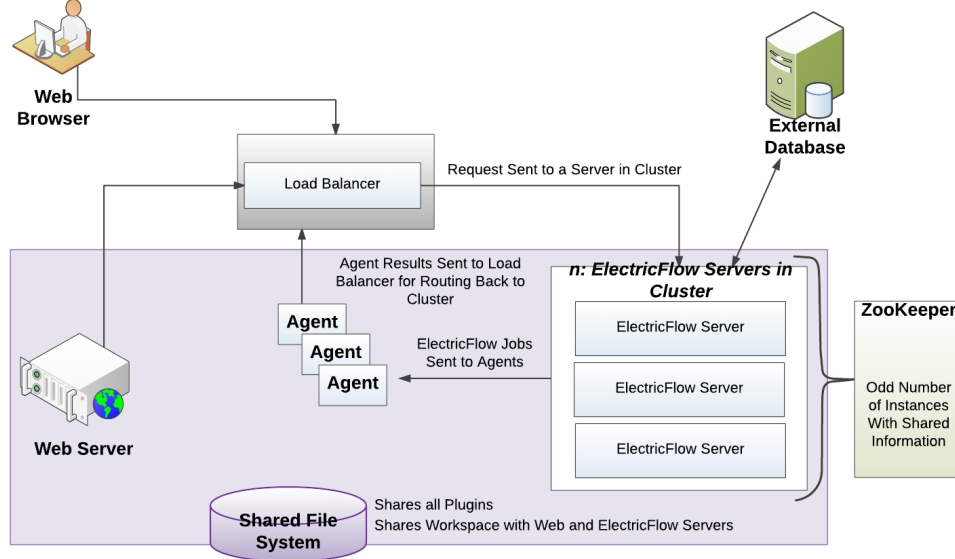 Web
Browser
External
Database
Load Balancer
Request Sent to a Server in Cluster
Agent Results Sent to Load
Balancer for Routing Back to
Cluster
n: ElectricFlow Servers in
Cluster
ElectricFlow Server
ElectricFlow Server
ElectricFlow Server
Agent
Agent
Agent
ElectricFlow Jobs
Sent to Agents
ZooKeeper
Odd Number
of Instances
With Shared
Information
Web Server
Shared File
System
Shares all Plugins
Shares Workspace with Web and ElectricFlow Servers